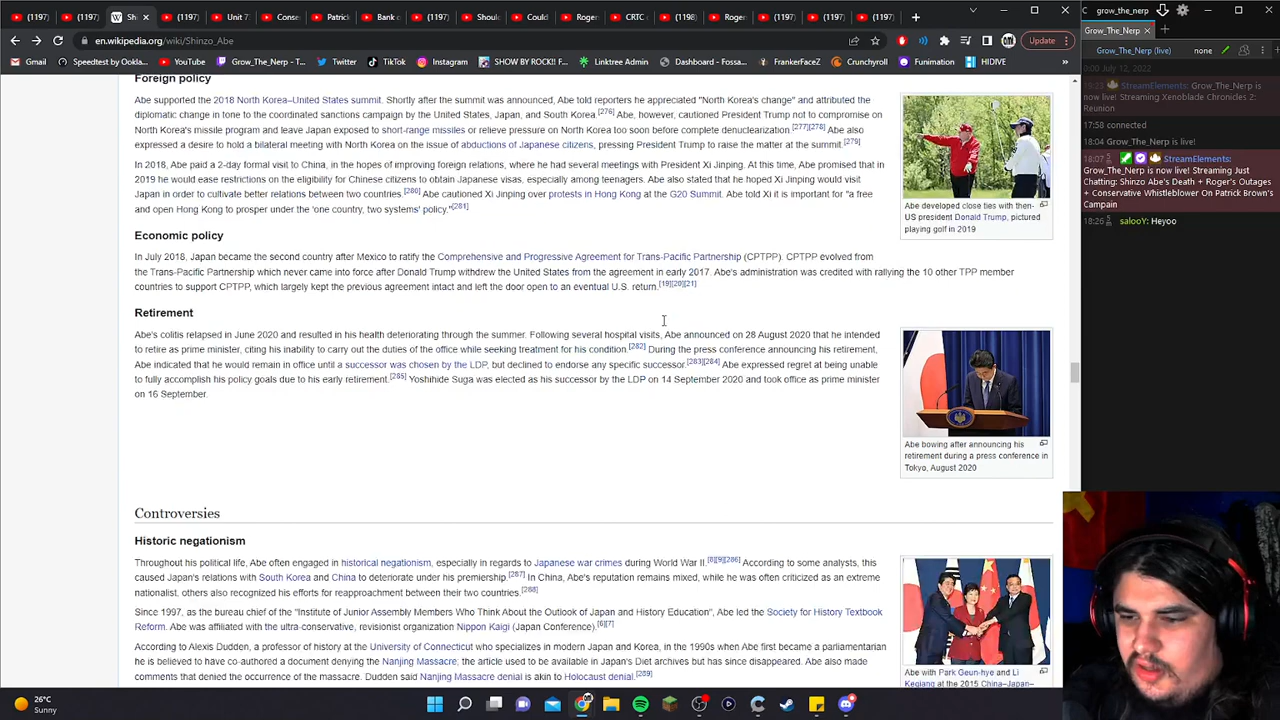 (1197)
Sh
(1197)
Unit 7
Conse
Patric
Bank o
(1197)
Shoul
Could
Roger
CRTC
(1198)
Roger
(1197)
(1197)
(1197)
grow_the_nerp
en.wikipedia.org/wiki/Shinzo_Abe
Update
Gmail
Speedtest by Ookla...
YouTube
Grow_The_Nerp - T...
Twitter
TikTok
Instagram
SHOW BY ROCK!! F...
Linktree Admin
Dashboard - Fossa...
FrankerFaceZ
Crunchyroll
Funimation
HIDIVE
Foreign policy
Abe supported the 2018 North Korea–United States summit. Shortly after the summit was announced, Abe told reporters he appreciated "North Korea's change" and attributed the
diplomatic change in tone to the coordinated sanctions campaign by the United States, Japan, and South Korea.[276] Abe, however, cautioned President Trump not to compromise on
North Korea's missile program and leave Japan exposed to short-range missiles or relieve pressure on North Korea too soon before complete denuclearization.[277][278] Abe also
expressed a desire to hold a bilateral meeting with North Korea on the issue of abductions of Japanese citizens, pressing President Trump to raise the matter at the summit.[279]
In 2018, Abe paid a 2-day formal visit to China, in the hopes of improving foreign relations, where he had several meetings with President Xi Jinping. At this time, Abe promised that in
2019 he would ease restrictions on the eligibility for Chinese citizens to obtain Japanese visas, especially among teenagers. Abe also stated that he hoped Xi Jinping would visit
Japan in order to cultivate better relations between two countries.[280] Abe cautioned Xi Jinping over protests in Hong Kong at the G20 Summit. Abe told Xi it is important for "a free
and open Hong Kong to prosper under the 'one country, two systems' policy."[281]
Abe developed close ties with then-
US president Donald Trump, pictured
playing golf in 2019
Economic policy
In July 2018, Japan became the second country after Mexico to ratify the Comprehensive and Progressive Agreement for Trans-Pacific Partnership (CPTPP). CPTPP evolved from
the Trans-Pacific Partnership which never came into force after Donald Trump withdrew the United States from the agreement in early 2017. Abe's administration was credited with rallying the 10 other TPP member
countries to support CPTPP, which largely kept the previous agreement intact and left the door open to an eventual U.S. return.[19][20][21]
Retirement
Abe's colitis relapsed in June 2020 and resulted in his health deteriorating through the summer. Following several hospital visits, Abe announced on 28 August 2020 that he intended
to retire as prime minister, citing his inability to carry out the duties of the office while seeking treatment for his condition.[282] During the press conference announcing his retirement,
Abe indicated that he would remain in office until a successor was chosen by the LDP, but declined to endorse any specific successor.[283][284] Abe expressed regret at being unable
to fully accomplish his policy goals due to his early retirement.[285] Yoshihide Suga was elected as his successor by the LDP on 14 September 2020 and took office as prime minister
on 16 September.
Abe bowing after announcing his
retirement during a press conference in
Tokyo, August 2020
Controversies
Historic negationism
Throughout his political life, Abe often engaged in historical negationism, especially in regards to Japanese war crimes during World War II.[8][9][286] According to some analysts, this
caused Japan's relations with South Korea and China to deteriorate under his premiership.[287] In China, Abe's reputation remains mixed, while he was often criticized as an extreme
nationalist, others also recognized his efforts for reapproachment between their two countries.[288]
Since 1997, as the bureau chief of the "Institute of Junior Assembly Members Who Think About the Outlook of Japan and History Education", Abe led the Society for History Textbook
Reform. Abe was affiliated with the ultra-conservative, revisionist organization Nippon Kaigi (Japan Conference).[6][7]
According to Alexis Dudden, a professor of history at the University of Connecticut who specializes in modern Japan and Korea, in the 1990s when Abe first became a parliamentarian
he is believed to have co-authored a document denying the Nanjing Massacre; the article used to be available in Japan's Diet archives but has since disappeared. Abe also made
comments that denied the occurrence of the massacre. Dudden said Nanjing Massacre denial is akin to Holocaust denial.[289]
Abe with Park Geun-hye and Li
Keqiang at the 2015 China–Japan–
Grow_The_Nerp
Grow_The_Nerp (live)
none
0:00 July 12, 2022
15:23 StreamElements: Grow_The_Nerp is
now live! Streaming Xenoblade Chronicles 2:
Reunion
17:58 connected
18:04 Grow_The_Nerp is live!
18:07 StreamElements:
Grow_The_Nerp is now live! Streaming Just
Chatting: Shinzo Abe's Death + Roger's Outages
+ Conservative Whistleblower On Patrick Brown's
Campain
18:26 salooY: Heyoo
26°C
Sunny